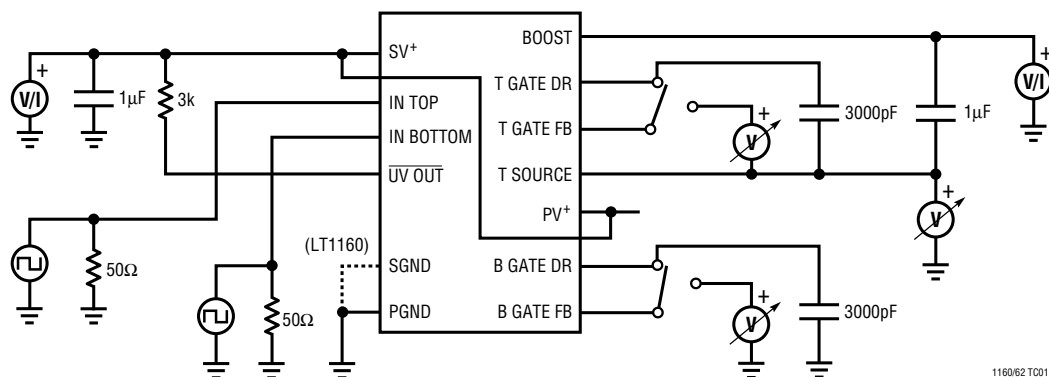 BOOST
SV+
T GATE DR
V/I
+
1µF
3k
IN TOP
T GATE FB
3000pF
1µF
V/I
+
IN BOTTOM
V
+
UV OUT
T SOURCE
+
PV+
V
(LT1160)
SGND
B GATE DR
50Ω
+
50Ω
PGND
B GATE FB
V
3000pF
1160/62 TC01